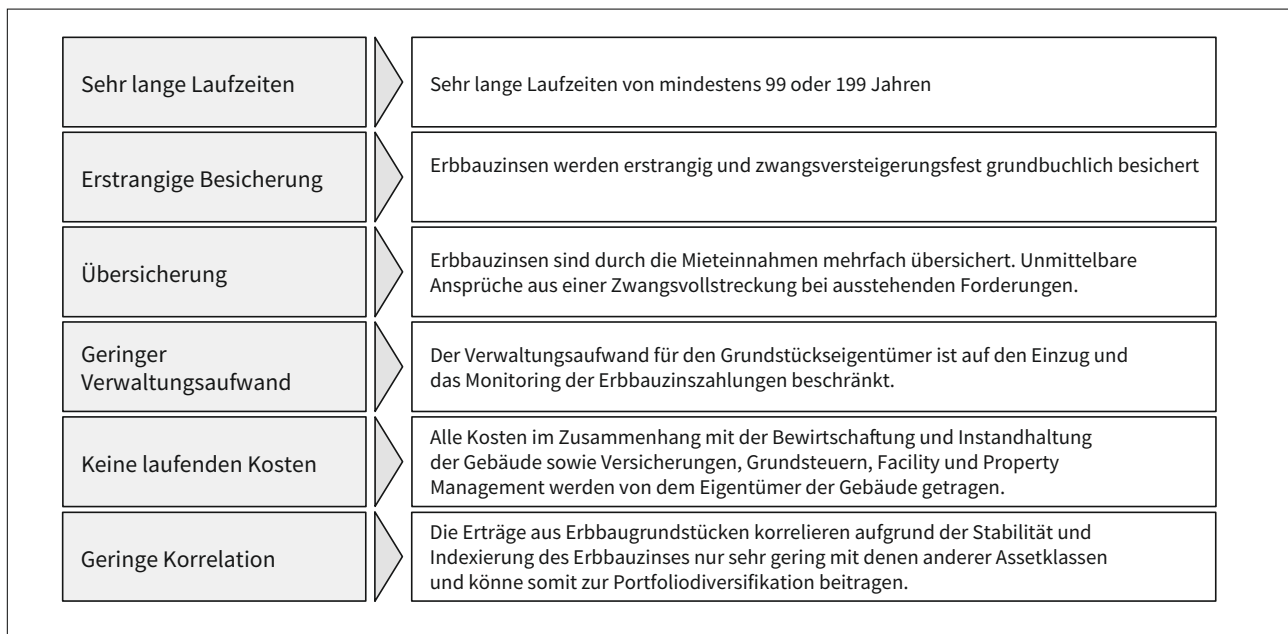 Sehr lange Laufzeiten
Sehr lange Laufzeiten von mindestens 99 oder 199 Jahren
Erstrangige Besicherung
Erbbauzinsen werden erstrangig und zwangsversteigerungsfest grundbuchlich besichert
Übersicherung
Erbbauzinsen sind durch die Mieteinnahmen mehrfach übersichert. Unmittelbare
Ansprüche aus einer Zwangsvollstreckung bei ausstehenden Forderungen.
Geringer
Verwaltungsaufwand
Der Verwaltungsaufwand für den Grundstückseigentümer ist auf den Einzug und
das Monitoring der Erbbauzinszahlungen beschränkt.
Keine laufenden Kosten
Alle Kosten im Zusammenhang mit der Bewirtschaftung und Instandhaltung
der Gebäude sowie Versicherungen, Grundsteuern, Facility und Property
Management werden von dem Eigentümer der Gebäude getragen.
Geringe Korrelation
Die Erträge aus Erbbaugrundstücken korrelieren aufgrund der Stabilität und
Indexierung des Erbbauzinses nur sehr gering mit denen anderer Assetklassen
und könne somit zur Portfoliodiversifikation beitragen.